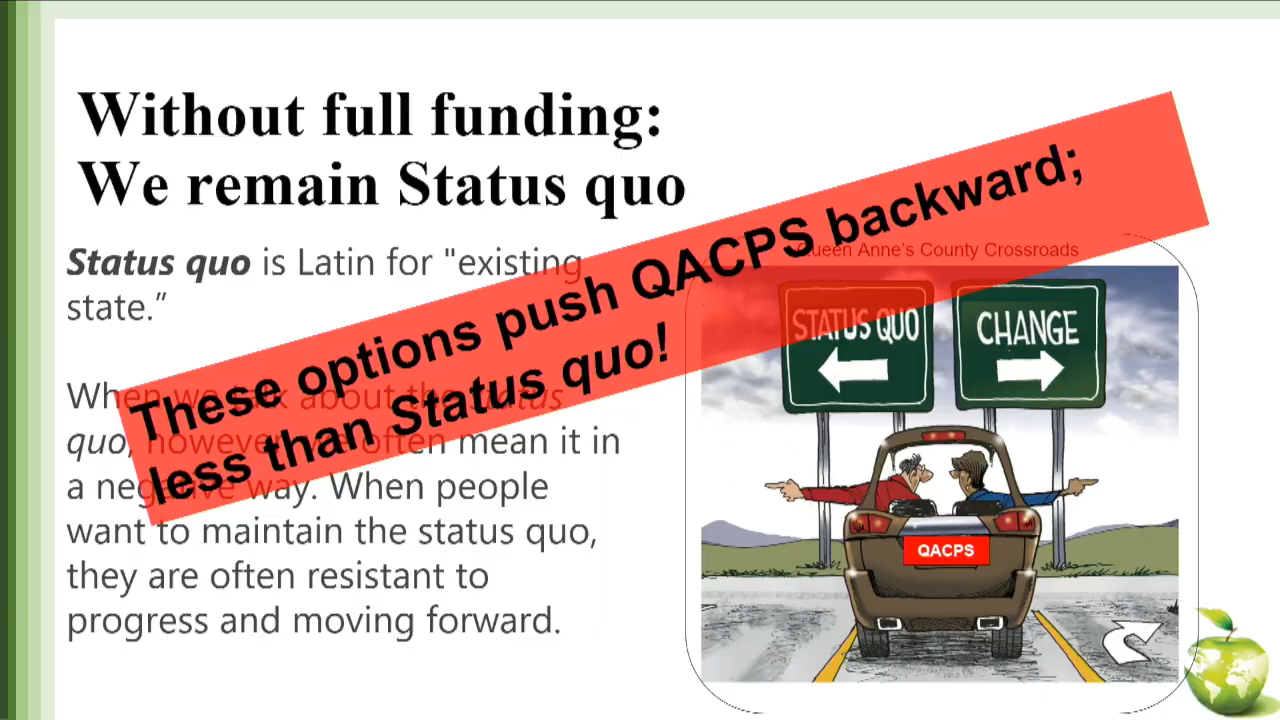 Without full funding:
We remain Status quo
Status quo is Latin for "existing
state.”
When we talk about the status
quo, however, we often mean it in
a negative way. When people
want to maintain the status quo,
they are often resistant to
progress and moving forward.
These options push QACPS backward;
less than Status quo!
Queen Anne’s County Crossroads
STATUS QUO
CHANGE
QACPS